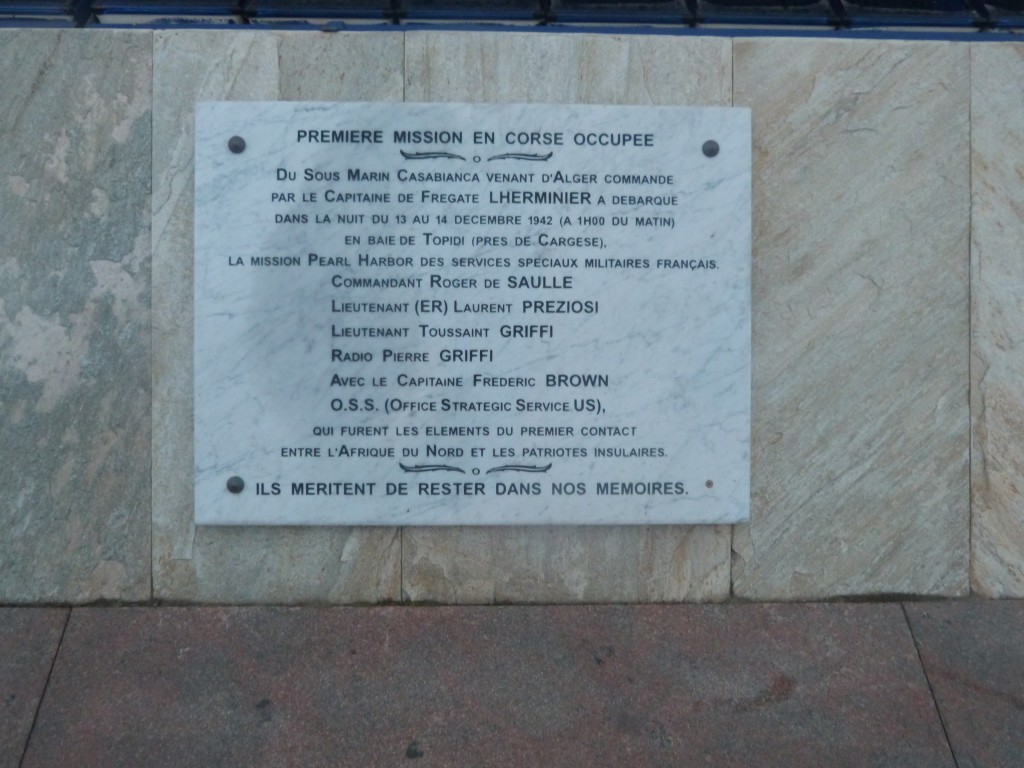 PREMIERE MISSION EN CORSE OCCUPEE
DU SOUS MARIN CASABIANCA VENANT D'ALGER COMMANDE
PAR LE CAPITAINE DE FREGATE LHERMINIER A DEBARQUE
DANS LA NUIT DU 13 AU 14 DECEMBRE 1942 (A 1H00 DU MATIN)
EN BAIE DE TOPIDI (PRES DE CARGESE),
LA MISSION PEARL HARBOR DES SERVICES SPECIAUX MILITAIRES FRANÇAIS.
COMMANDANT ROGER DE SAULLE
LIEUTENANT (ER) LAURENT PREZIOSI
LIEUTENANT TOUSSAINT GRIFFI
RADIO PIERRE GRIFFI
AVEC LE CAPITAINE FREDERIC BROWN
O.S.S. (OFFICE STRATEGIC SERVICE US),
QUI FURENT LES ELEMENTS DU PREMIER CONTACT
ENTRE L'AFRIQUE DU NORD ET LES PATRIOTES INSULAIRES.
ILS MERITENT DE RESTER DANS NOS MEMOIRES.